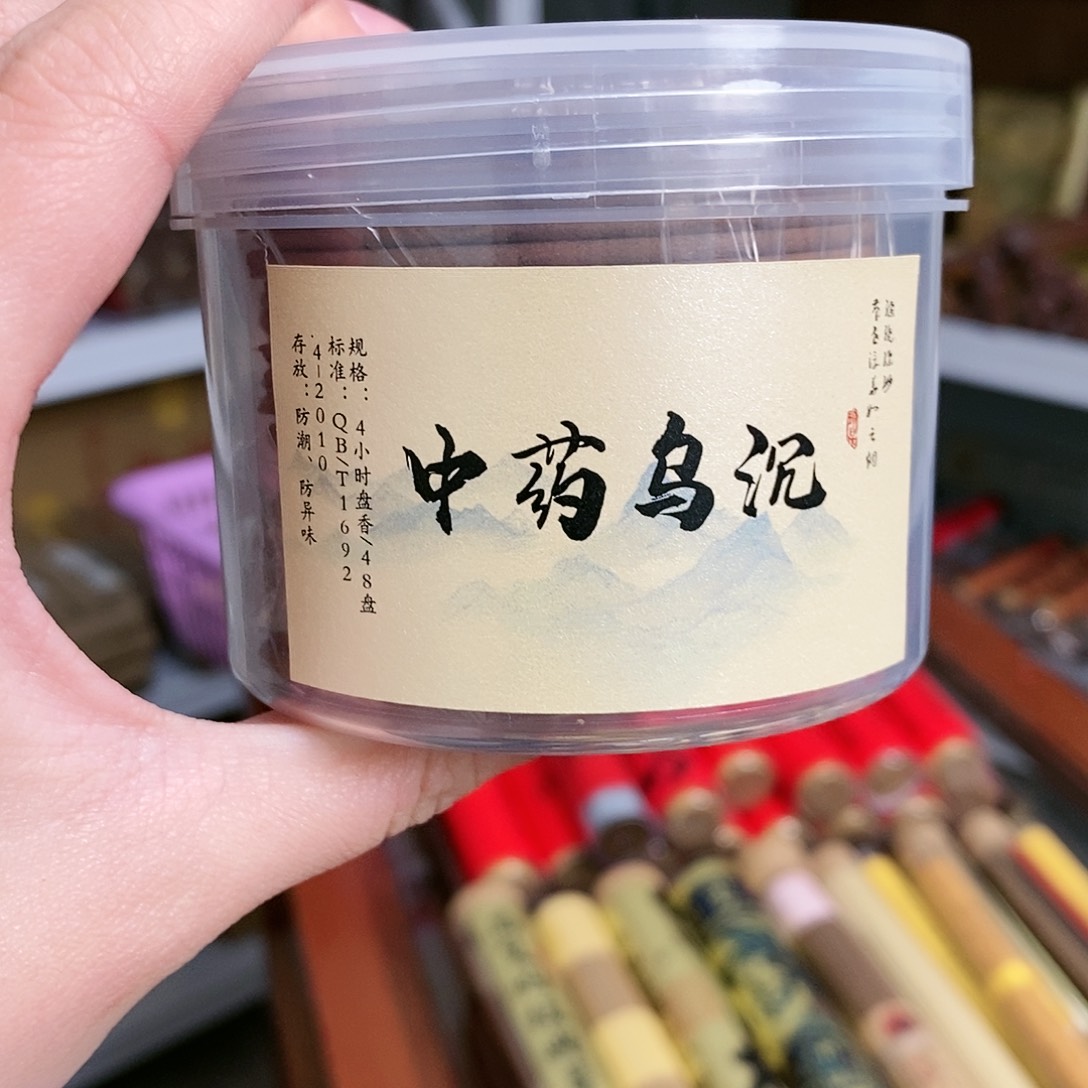 中药乌沉
规格：4小时盘香/48盘
标准：QB/T1692
.4-2010
存放：防潮、防异味